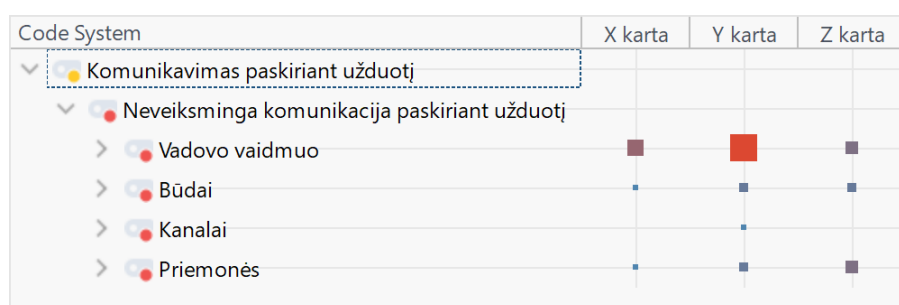 Code System X karta Y karta Z karta
Komunikavimas paskiriant užduotį
Neveiksminga komunikacija paskiriant užduotį
Vadovo vaidmuo
Būdai
Kanalai
Priemonės